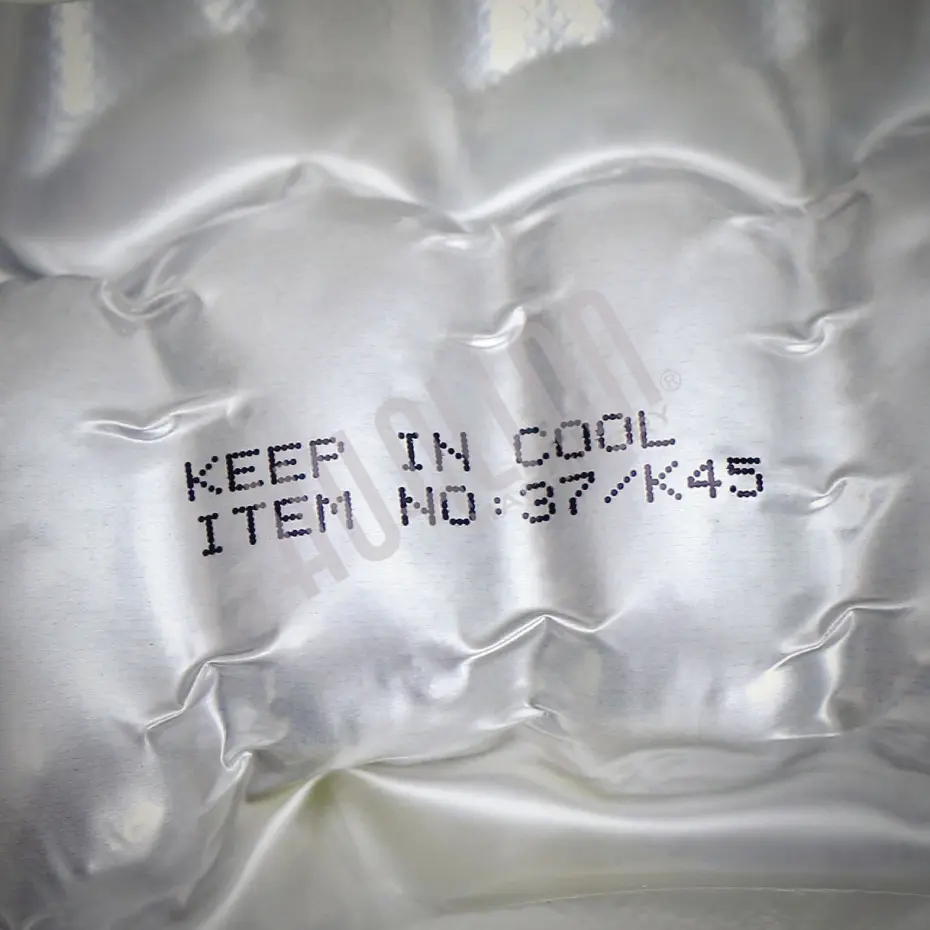 KEEP IN COOL
ITEM NO:37/K45